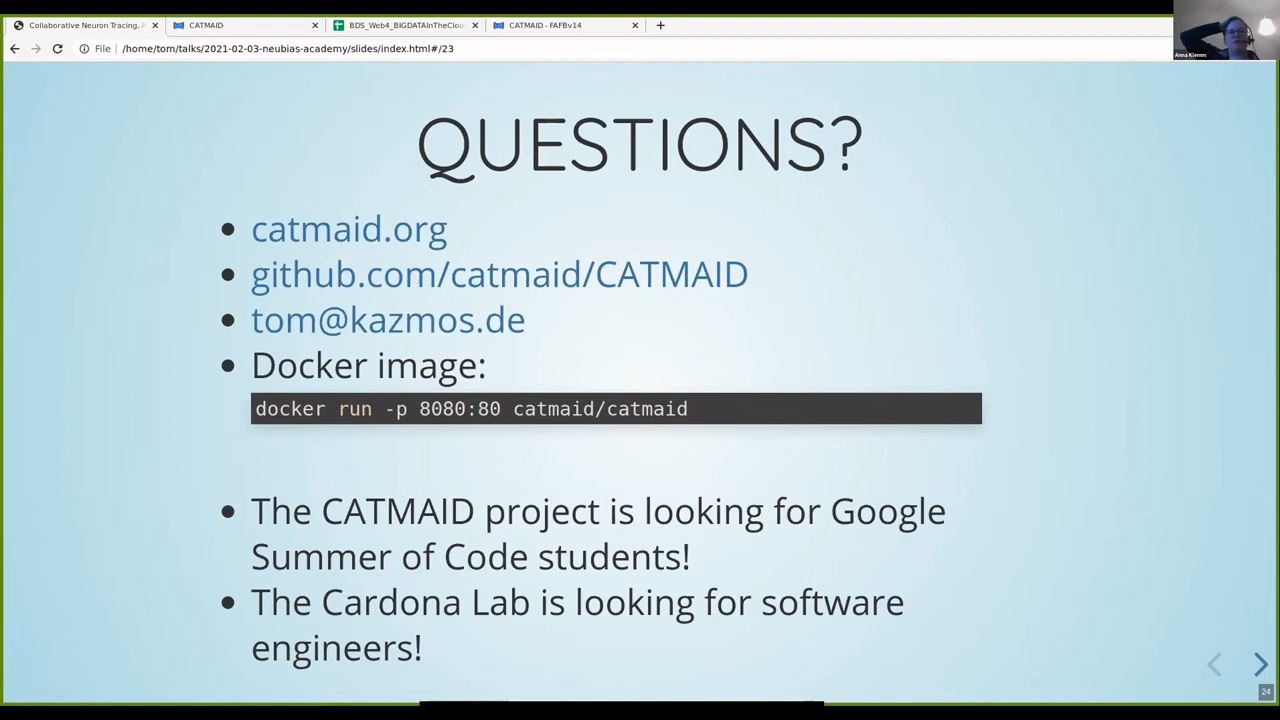 Collaborative Neuron Tracing, A
CATMAID
BDS_Web4_BIGDATAInTheClou
CATMAID - FAFBv14
File
/home/tom/talks/2021-02-03-neubias-academy/slides/index.html#/23
Anna Klemm
QUESTIONS?
catmaid.org
github.com/catmaid/CATMAID
tom@kazmos.de
Docker image:
docker run -p 8080:80 catmaid/catmaid
The CATMAID project is looking for Google
Summer of Code students!
The Cardona Lab is looking for software
engineers!
24